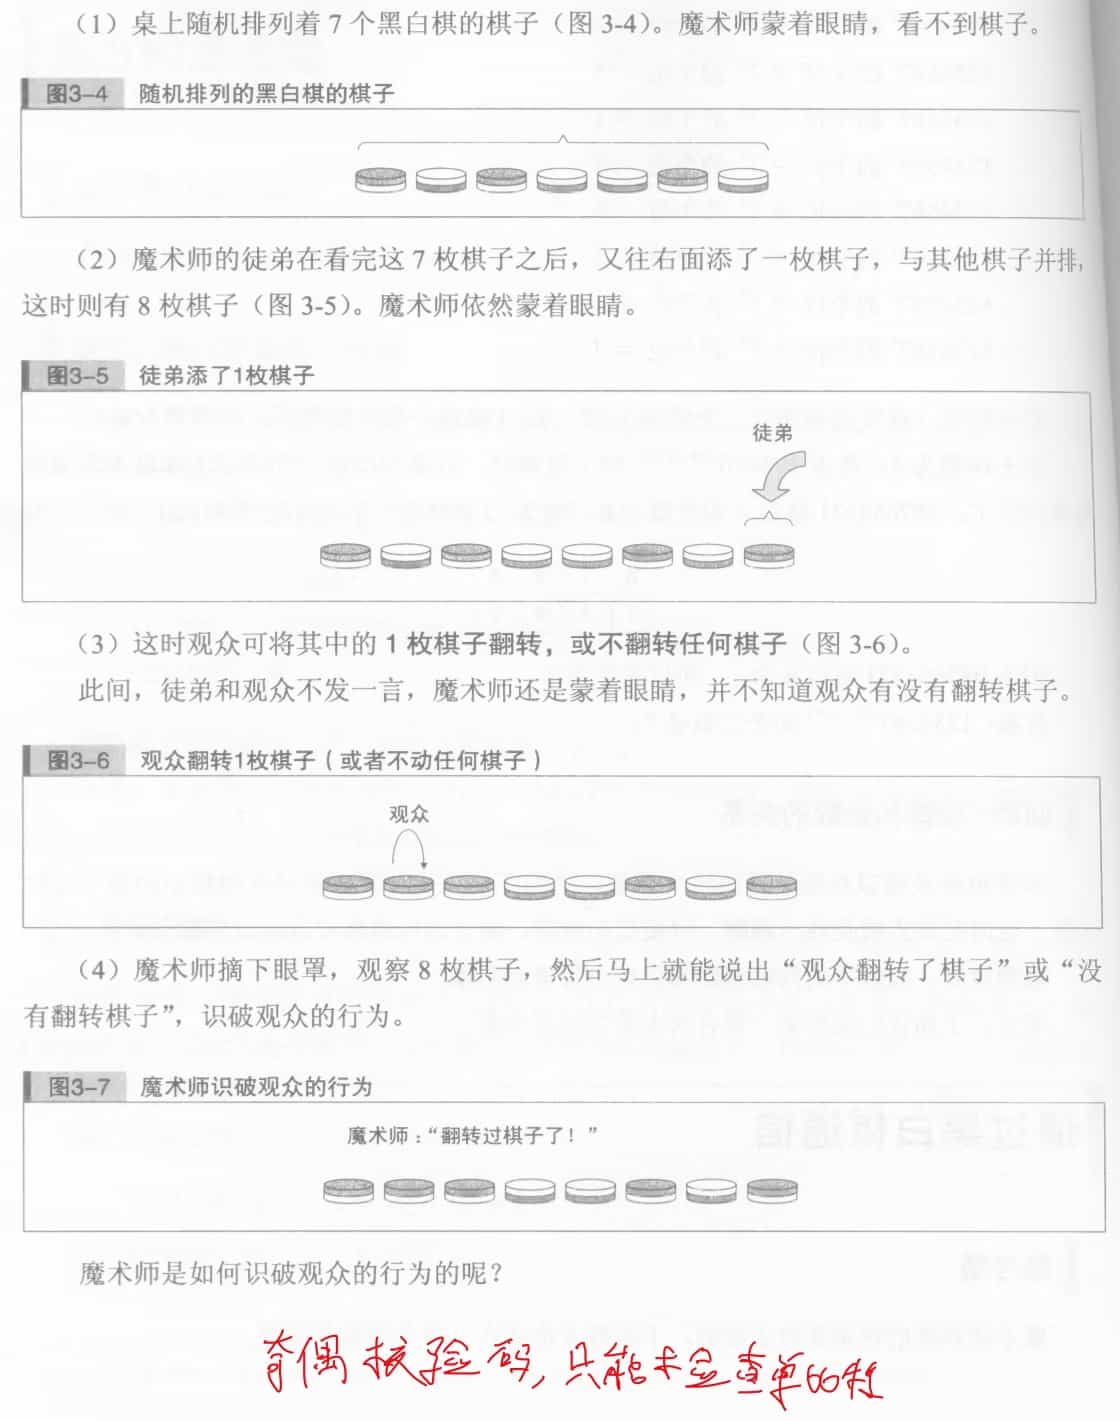 （1）桌上随机排列着 7 个黑白棋的棋子（图 3-4）。魔术师蒙着眼睛，看不到棋子。
图3-4 随机排列的黑白棋的棋子
（2）魔术师的徒弟在看完这 7 枚棋子之后，又往右面添了一枚棋子，与其他棋子并排，
这时则有 8 枚棋子（图 3-5）。魔术师依然蒙着眼睛。
图3-5 徒弟添了1枚棋子
徒弟
（3）这时观众可将其中的 1 枚棋子翻转，或不翻转任何棋子（图 3-6）。
此间，徒弟和观众不发一言，魔术师还是蒙着眼睛，并不知道观众有没有翻转棋子。
图3-6 观众翻转1枚棋子（或者不动任何棋子）
观众
（4）魔术师摘下眼罩，观察 8 枚棋子，然后马上就能说出“观众翻转了棋子”或“没
有翻转棋子”，识破观众的行为。
图3-7 魔术师识破观众的行为
魔术师：“翻转过棋子了！”
魔术师是如何识破观众的行为的呢？
奇偶校验码，只能检查单比特